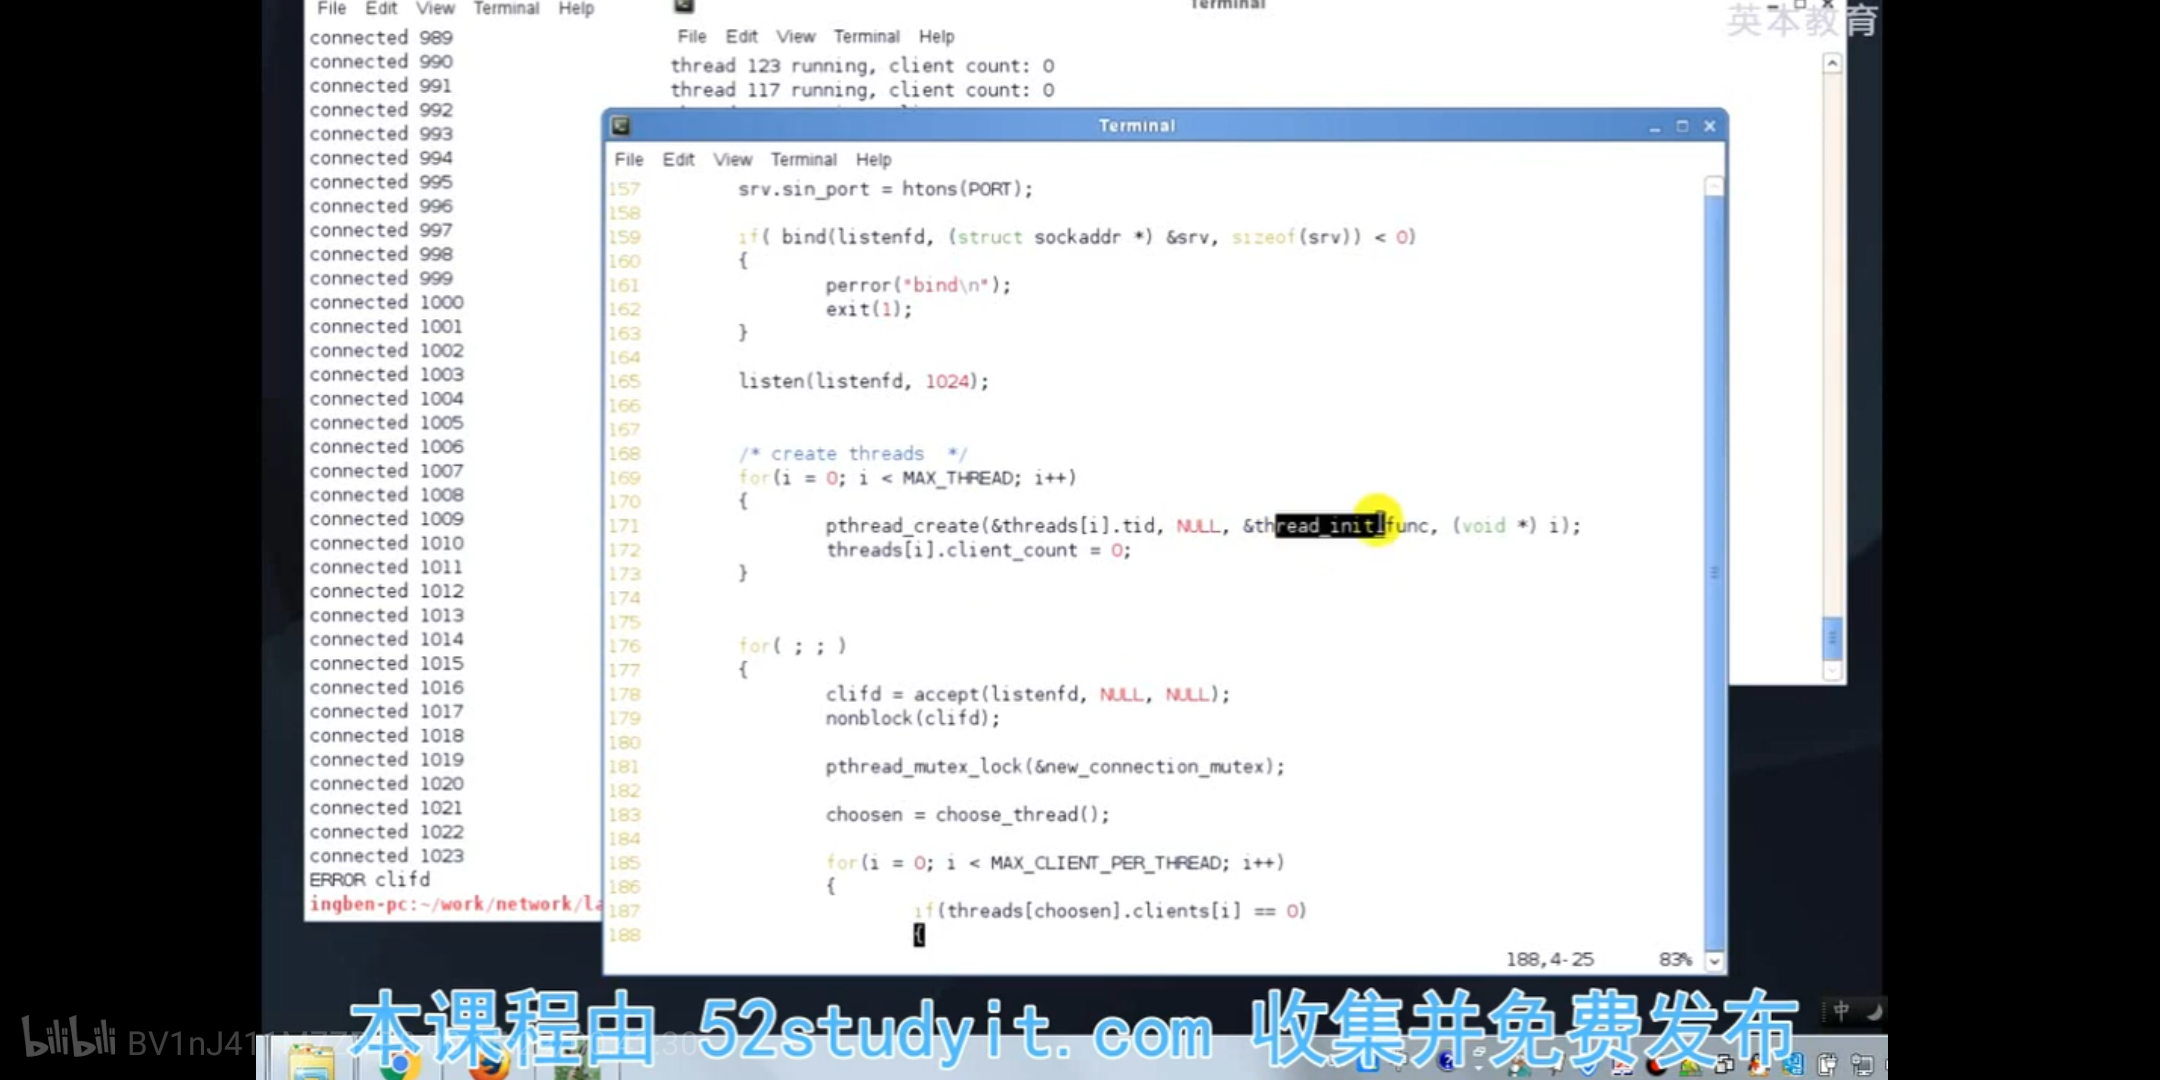 File Edit View Terminal Help
connected 989
connected 990
connected 991
connected 992
connected 993
connected 994
connected 995
connected 996
connected 997
connected 998
connected 999
connected 1000
connected 1001
connected 1002
connected 1003
connected 1004
connected 1005
connected 1006
connected 1007
connected 1008
connected 1009
connected 1010
connected 1011
connected 1012
connected 1013
connected 1014
connected 1015
connected 1016
connected 1017
connected 1018
connected 1019
connected 1020
connected 1021
connected 1022
connected 1023
ERROR clifd
ingben-pc:~/work/network/la
Terminal
英本教育
File Edit View Terminal Help
thread 123 running, client count: 0
thread 117 running, client count: 0
Terminal
File Edit View Terminal Help
157 srv.sin_port = htons(PORT);
158
159 if( bind(listenfd, (struct sockaddr *) &srv, sizeof(srv)) < 0)
160 {
161 perror("bind\n");
162 exit(1);
163 }
164
165 listen(listenfd, 1024);
166
167
168 /* create threads */
169 for(i = 0; i < MAX_THREAD; i++)
170 {
171 pthread_create(&threads[i].tid, NULL, &thread_init_func, (void *) i);
172 threads[i].client_count = 0;
173 }
174
175
176 for( ; ; )
177 {
178 clifd = accept(listenfd, NULL, NULL);
179 nonblock(clifd);
180
181 pthread_mutex_lock(&new_connection_mutex);
182
183 choosen = choose_thread();
184
185 for(i = 0; i < MAX_CLIENT_PER_THREAD; i++)
186 {
187 if(threads[choosen].clients[i] == 0)
188 {
188,4-25 83%
本课程由 52studyit.com 收集并免费发布
中
bilibili